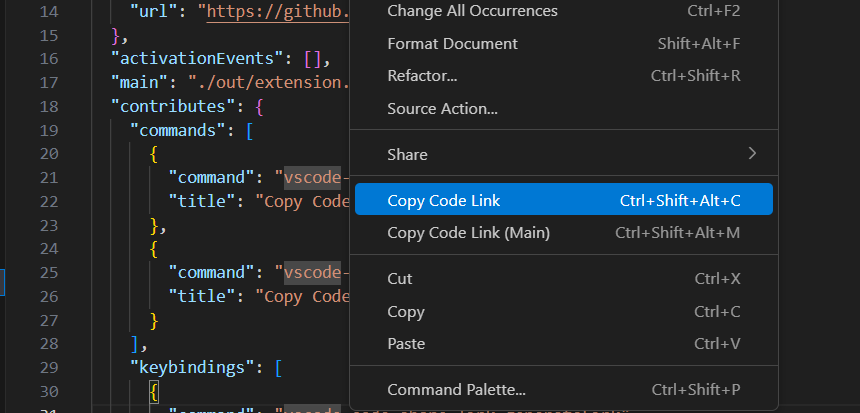 14 "url": "https://github.
15 },
16 "activationEvents": [],
17 "main": "./out/extension.
18 "contributes": {
19 "commands": [
20 {
21 "command": "vscode-
22 "title": "Copy Code
23 },
24 {
25 "command": "vscode-
26 "title": "Copy Code
27 }
28 ],
29 "keybindings": [
30 {
Change All Occurrences Ctrl+F2
Format Document Shift+Alt+F
Refactor... Ctrl+Shift+R
Source Action...
Share
Copy Code Link Ctrl+Shift+Alt+C
Copy Code Link (Main) Ctrl+Shift+Alt+M
Cut Ctrl+X
Copy Ctrl+C
Paste Ctrl+V
Command Palette... Ctrl+Shift+P